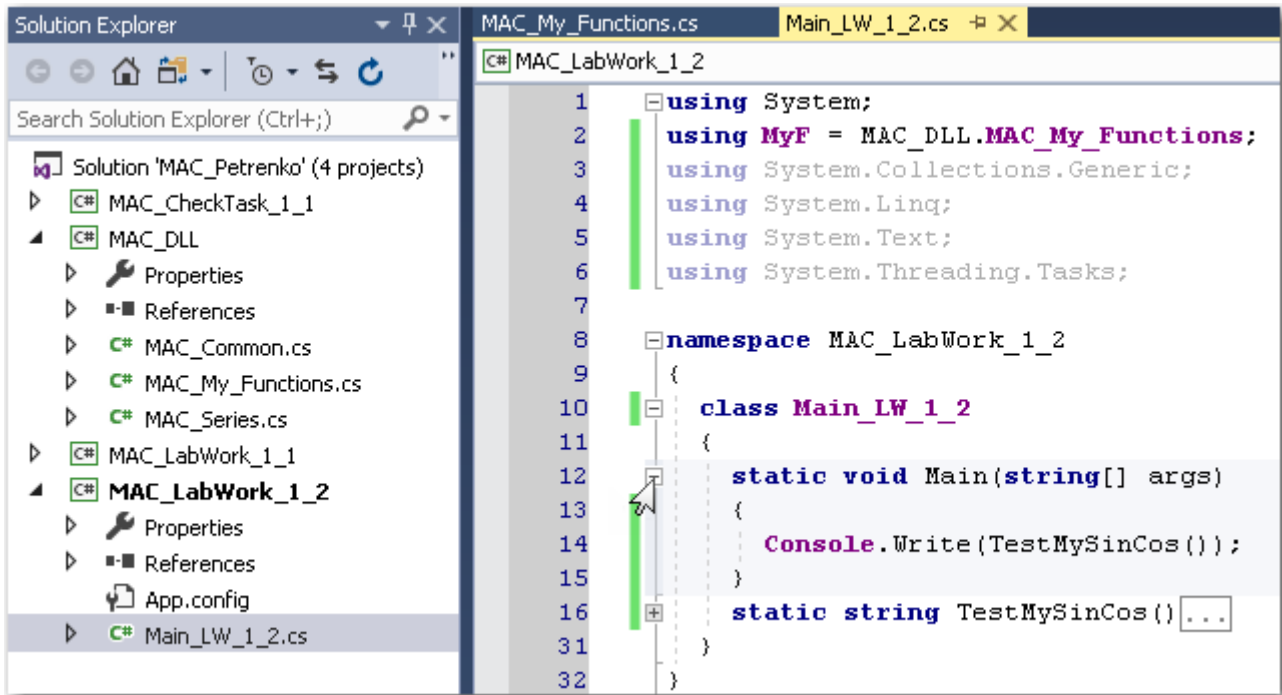 Solution Explorer
Search Solution Explorer (Ctrl+;)
Solution 'MAC_Petrenko' (4 projects)
C# MAC_CheckTask_1_1
C# MAC_DLL
Properties
References
C# MAC_Common.cs
C# MAC_My_Functions.cs
C# MAC_Series.cs
C# MAC_LabWork_1_1
C# MAC_LabWork_1_2
Properties
References
App.config
C# Main_LW_1_2.cs
MAC_My_Functions.cs Main_LW_1_2.cs
C# MAC_LabWork_1_2
1 using System;
2 using MyF = MAC_DLL.MAC_My_Functions;
3 using System.Collections.Generic;
4 using System.Linq;
5 using System.Text;
6 using System.Threading.Tasks;
7
8 namespace MAC_LabWork_1_2
9 {
10 class Main_LW_1_2
11 {
12 static void Main(string[] args)
13 {
14 Console.Write(TestMySinCos());
15 }
16 static string TestMySinCos()...
31 }
32 }